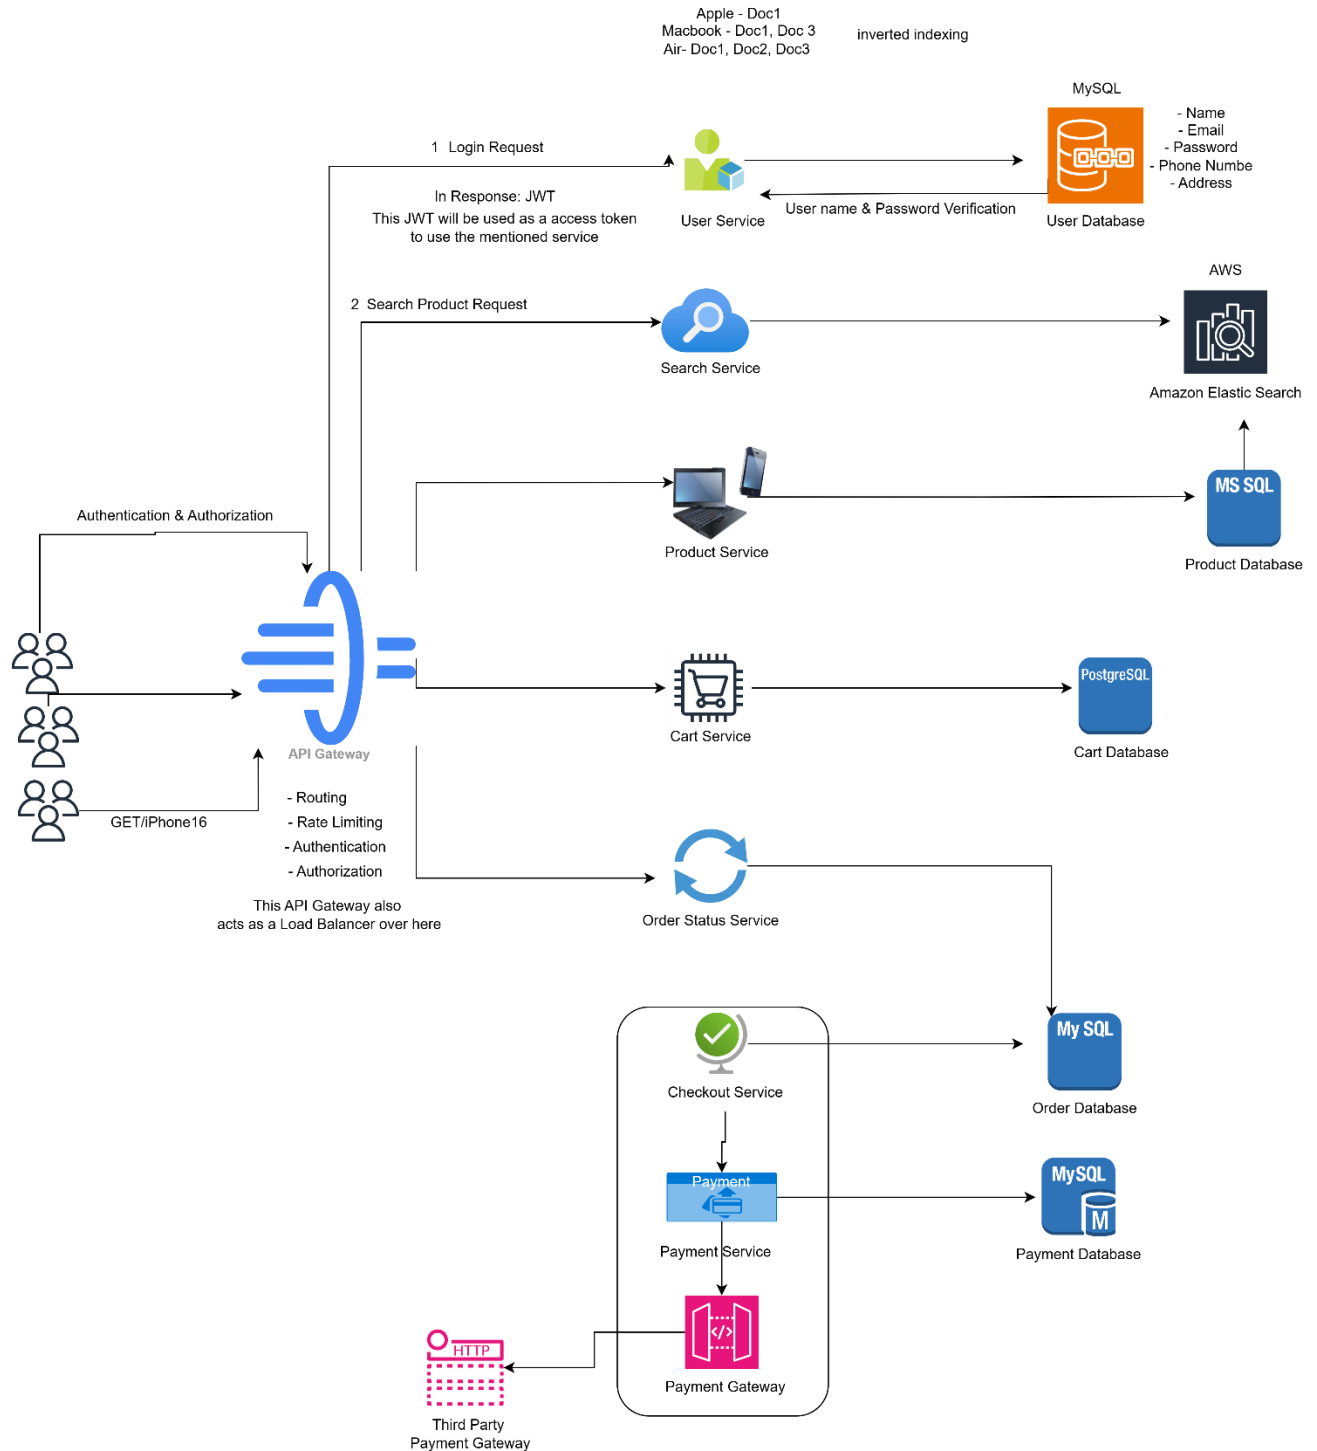 Apple - Doc1
Macbook - Doc1, Doc 3
Air- Doc1, Doc2, Doc3
inverted indexing
MySQL
- Name
- Email
- Password
- Phone Numbe
- Address
1 Login Request
In Response: JWT
This JWT will be used as a access token
to use the mentioned service
User Service
User name & Password Verification
User Database
AWS
2 Search Product Request
Search Service
Amazon Elastic Search
MS SQL
Authentication & Authorization
Product Service
Product Database
PostgreSQL
Cart Service
Cart Database
API Gateway
GET/iPhone16
- Routing
- Rate Limiting
- Authentication
- Authorization
This API Gateway also
acts as a Load Balancer over here
Order Status Service
My SQL
Checkout Service
Order Database
Payment
MySQL
M
Payment Service
Payment Database
</>
HTTP
Payment Gateway
Third Party
Payment Gateway